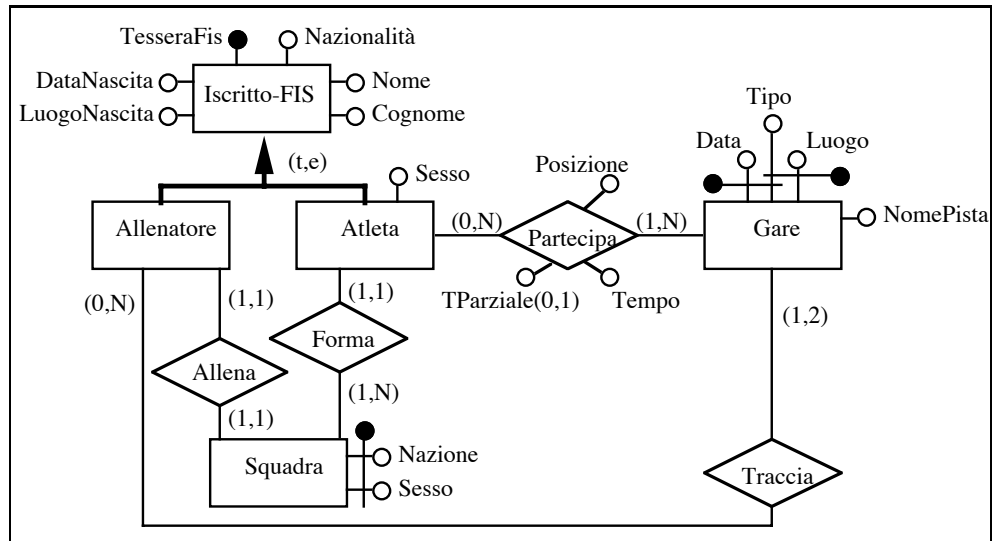 TesseraFis
Nazionalità
DataNascita
Nome
Iscritto-FIS
LuogoNascita
Cognome
Tipo
Data
Luogo
(t,e)
Sesso
Posizione
Allenatore
Atleta
(0,N)
Partecipa
(1,N)
Gare
NomePista
(0,N)
(1,1)
(1,1)
TParziale(0,1)
Tempo
(1,2)
Forma
Allena
(1,N)
(1,1)
Squadra
Nazione
Sesso
Traccia